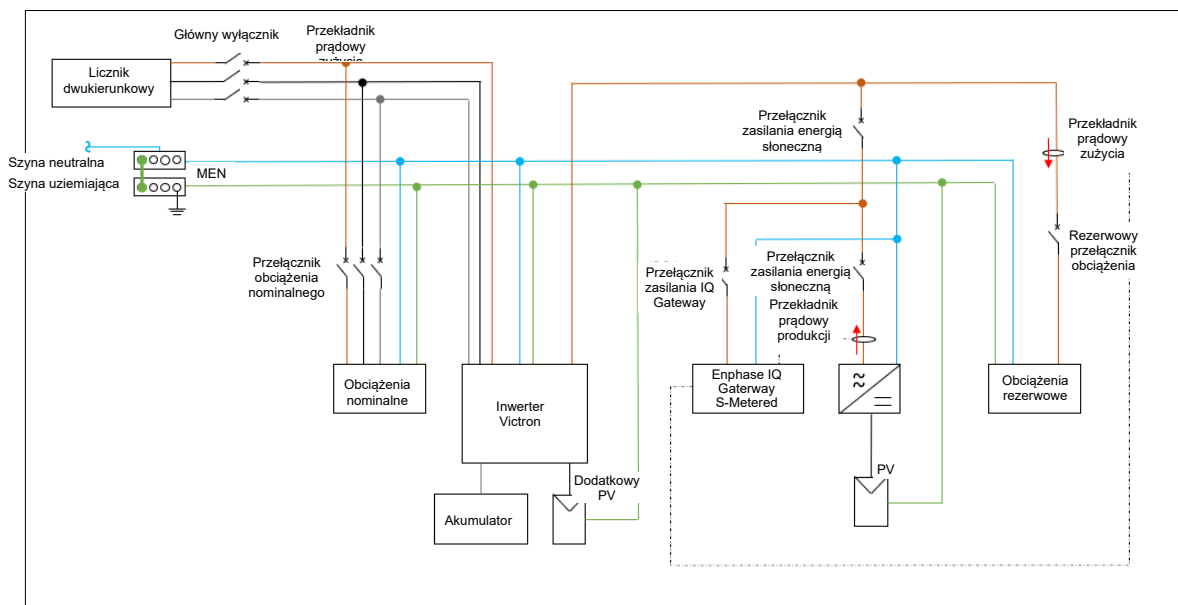 Główny wyłącznik
Przekładnik
prądowy
zużycie
Licznik
dwukierunkowy
Przełącznik
zasilania energią
słoneczną
Przekładnik
prądowy
zużycia
Szyna neutralna
MEN
Szyna uziemiająca
Przełącznik
obciążenia
nominalnego
Przełącznik
zasilania IQ
Gateway
Przełącznik
zasilania energią
słoneczną
Rezerwowy
przełącznik
obciążenia
Przekładnik
prądowy
produkcji
Obciążenia
nominalne
Inwerter
Victron
Enphase IQ
Gaterway
S-Metered
Obciążenia
rezerwowe
Dodatkowy
PV
PV
Akumulator